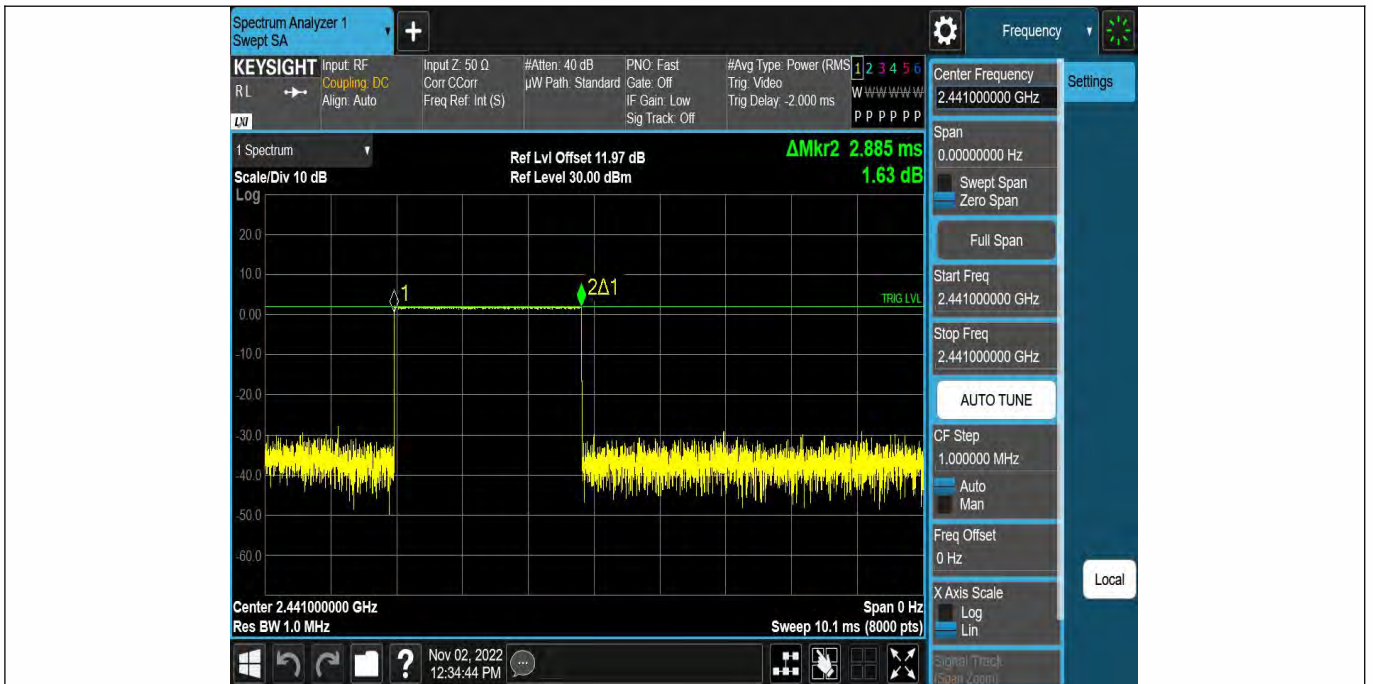 Spectrum Analyzer 1
Swept SA
+
Frequency
KEYSIGHT
Input: RF
Coupling: DC
Align: Auto
Input Z: 50 Ω
Corr CCorr
Freq Ref: Int (S)
#Atten: 40 dB
µW Path: Standard
PNO: Fast
Gate: Off
IF Gain: Low
Sig Track: Off
#Avg Type: Power (RMS
Trig: Video
Trig Delay: -2.000 ms
1 2 3 4 5 6
W W W W W W
P P P P P P
R L
LXI
1 Spectrum
Scale/Div 10 dB
Ref Lvl Offset 11.97 dB
Ref Level 30.00 dBm
ΔMkr2 2.885 ms
1.63 dB
Log
20.0
10.0
0.00
-10.0
-20.0
-30.0
-40.0
-50.0
-60.0
1
2Δ1
TRIG LVL
Center 2.441000000 GHz
Res BW 1.0 MHz
Span 0 Hz
Sweep 10.1 ms (8000 pts)
Center Frequency
2.441000000 GHz
Settings
Span
0.00000000 Hz
Swept Span
Zero Span
Full Span
Start Freq
2.441000000 GHz
Stop Freq
2.441000000 GHz
AUTO TUNE
CF Step
1.000000 MHz
Auto
Man
Freq Offset
0 Hz
X Axis Scale
Log
Lin
Signal Track
(Span Zoom)
Local
?
Nov 02, 2022
12:34:44 PM